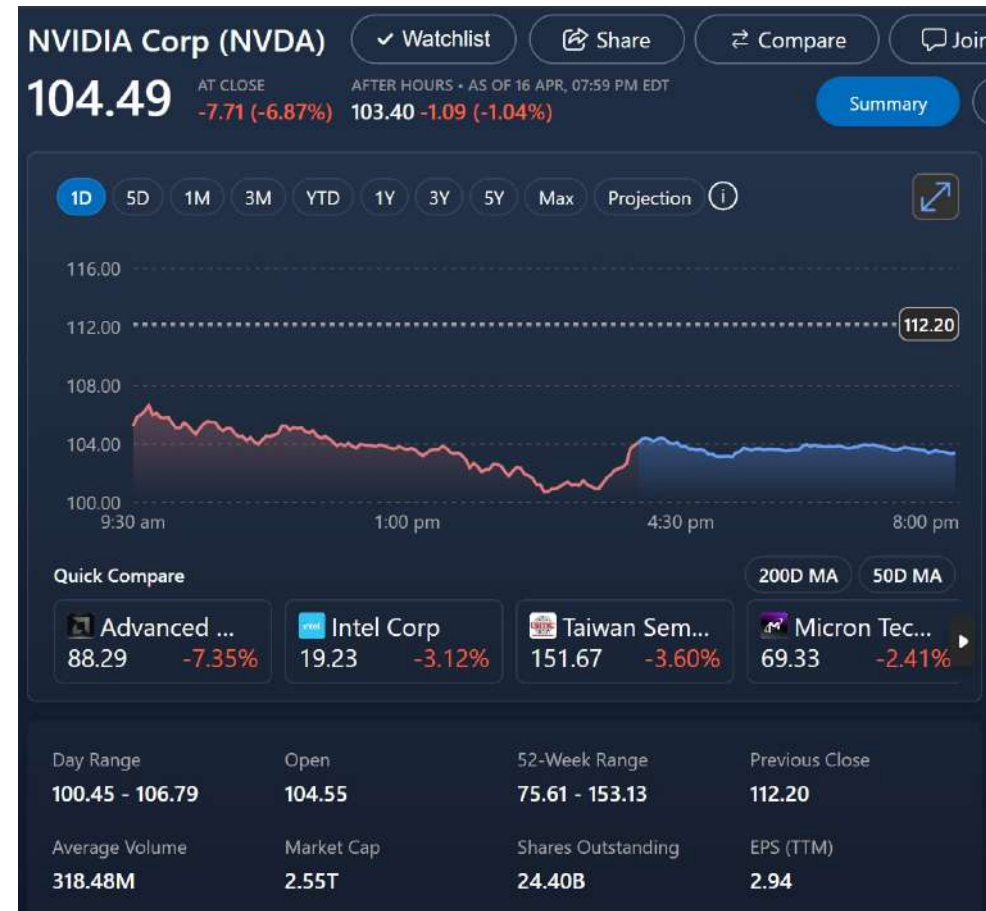 NVIDIA Corp (NVDA) Watchlist Share Compare Join
104.49 AT CLOSE -7.71 (-6.87%) AFTER HOURS • AS OF 16 APR, 07:59 PM EDT 103.40 -1.09 (-1.04%) Summary
1D 5D 1M 3M YTD 1Y 3Y 5Y Max Projection
116.00
112.00 112.20
108.00
104.00
100.00
9:30 am 1:00 pm 4:30 pm 8:00 pm
Quick Compare 200D MA 50D MA
Advanced ... Intel Corp Taiwan Sem... Micron Tec...
88.29 -7.35% 19.23 -3.12% 151.67 -3.60% 69.33 -2.41%
Day Range Open 52-Week Range Previous Close
100.45 - 106.79 104.55 75.61 - 153.13 112.20
Average Volume Market Cap Shares Outstanding EPS (TTM)
318.48M 2.55T 24.40B 2.94